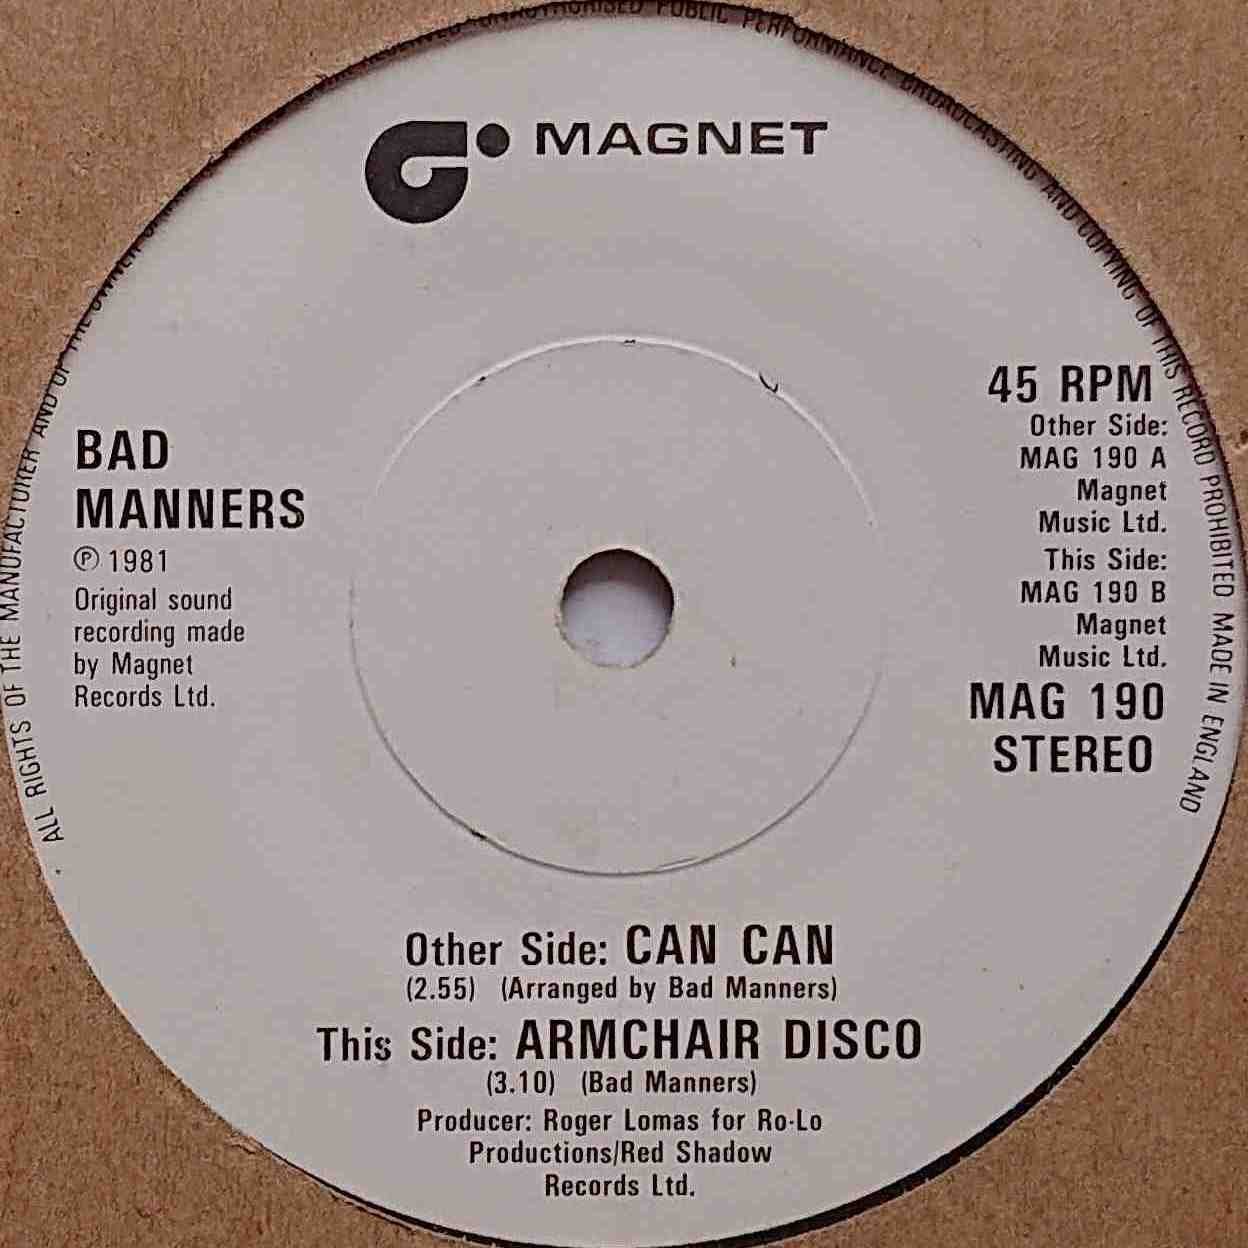 MAGNET
BAD
MANNERS
℗ 1981
Original sound
recording made
by Magnet
Records Ltd.
45 RPM
Other Side:
MAG 190 A
Magnet
Music Ltd.
This Side:
MAG 190 B
Magnet
Music Ltd.
MAG 190
STEREO
Other Side: CAN CAN
(2.55) (Arranged by Bad Manners)
This Side: ARMCHAIR DISCO
(3.10) (Bad Manners)
Producer: Roger Lomas for Ro-Lo
Productions/Red Shadow
Records Ltd.
ALL RIGHTS OF THE MANUFACTURER AND OF THE OWNER UNAUTHORISED PUBLIC PERFORMANCE BROADCASTING AND COPYING OF THIS RECORD PROHIBITED MADE IN ENGLAND